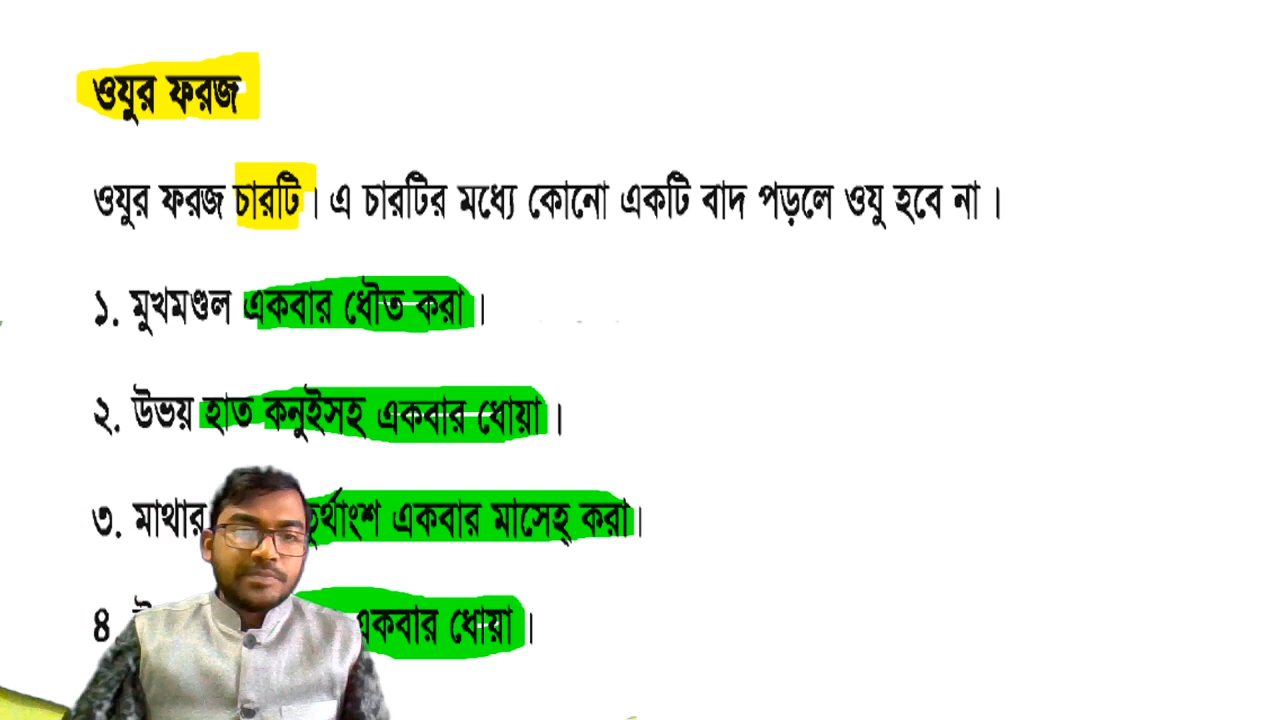 ওযুর ফরজ
ওযুর ফরজ চারটি। এ চারটির মধ্যে কোনো একটি বাদ পড়লে ওযু হবে না।
১. মুখমণ্ডল একবার ধৌত করা।
২. উভয় হাত কনুইসহ একবার ধোয়া।
৩. মাথার একবার মাসেহ্ করা।
৪. একবার ধোয়া।